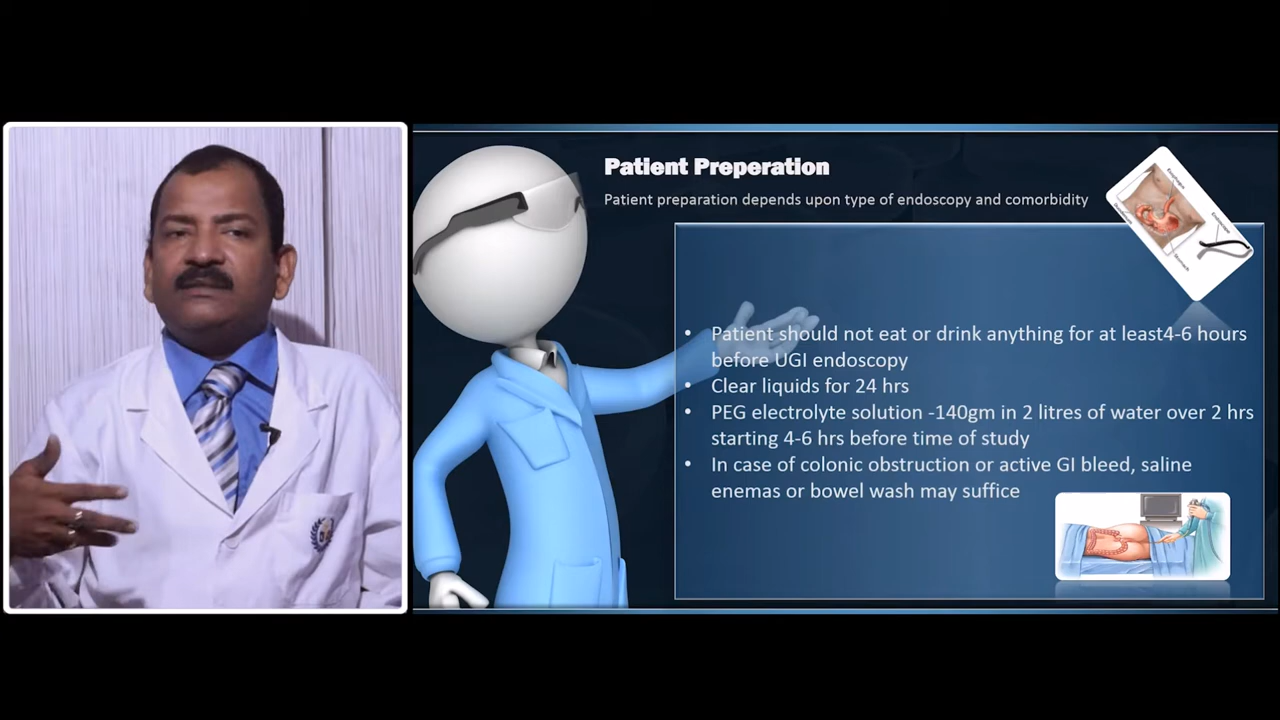 Patient Preperation
Patient preparation depends upon type of endoscopy and comorbidity
• Patient should not eat or drink anything for at least4-6 hours
before UGI endoscopy
• Clear liquids for 24 hrs
• PEG electrolyte solution -140gm in 2 litres of water over 2 hrs
starting 4-6 hrs before time of study
• In case of colonic obstruction or active GI bleed, saline
enemas or bowel wash may suffice
Esophagus
Stomach